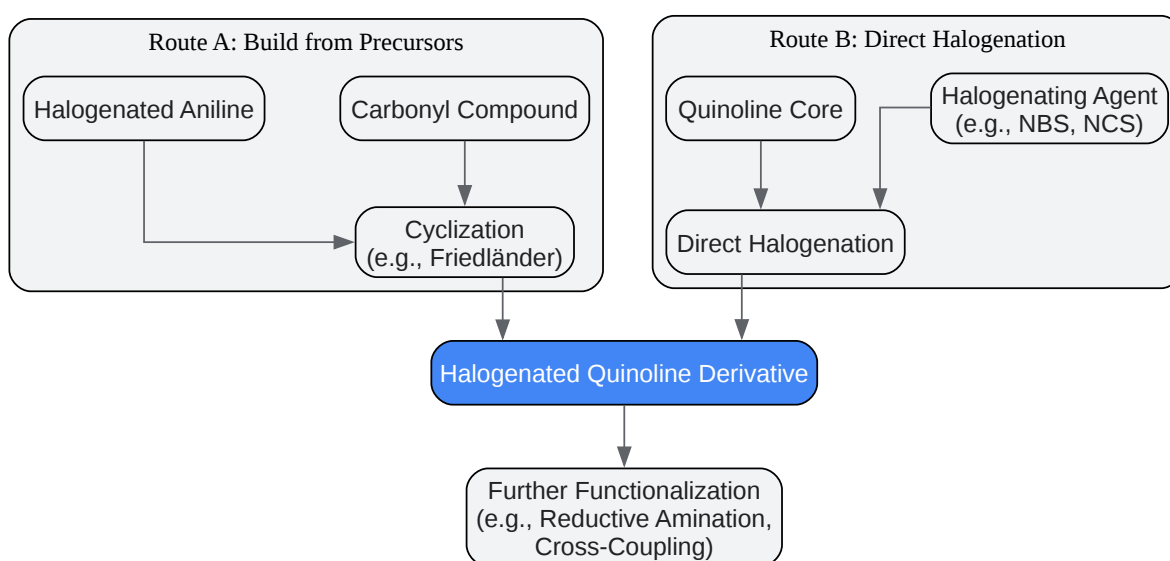 Route A: Build from Precursors
Halogenated Aniline
Carbonyl Compound
Cyclization
(e.g., Friedländer)
Route B: Direct Halogenation
Quinoline Core
Halogenating Agent
(e.g., NBS, NCS)
Direct Halogenation
Halogenated Quinoline Derivative
Further Functionalization
(e.g., Reductive Amination,
Cross-Coupling)